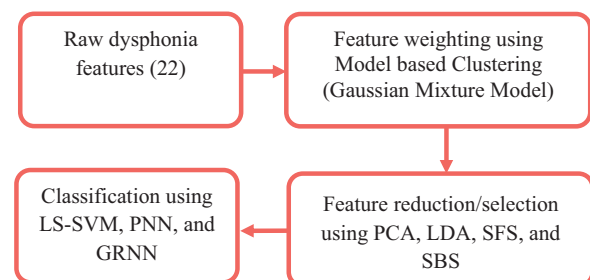 Raw dysphonia
features (22)
Feature weighting using
Model based Clustering
(Gaussian Mixture Model)
Feature reduction/selection
using PCA, LDA, SFS, and
SBS
Classification using
LS-SVM, PNN, and
GRNN